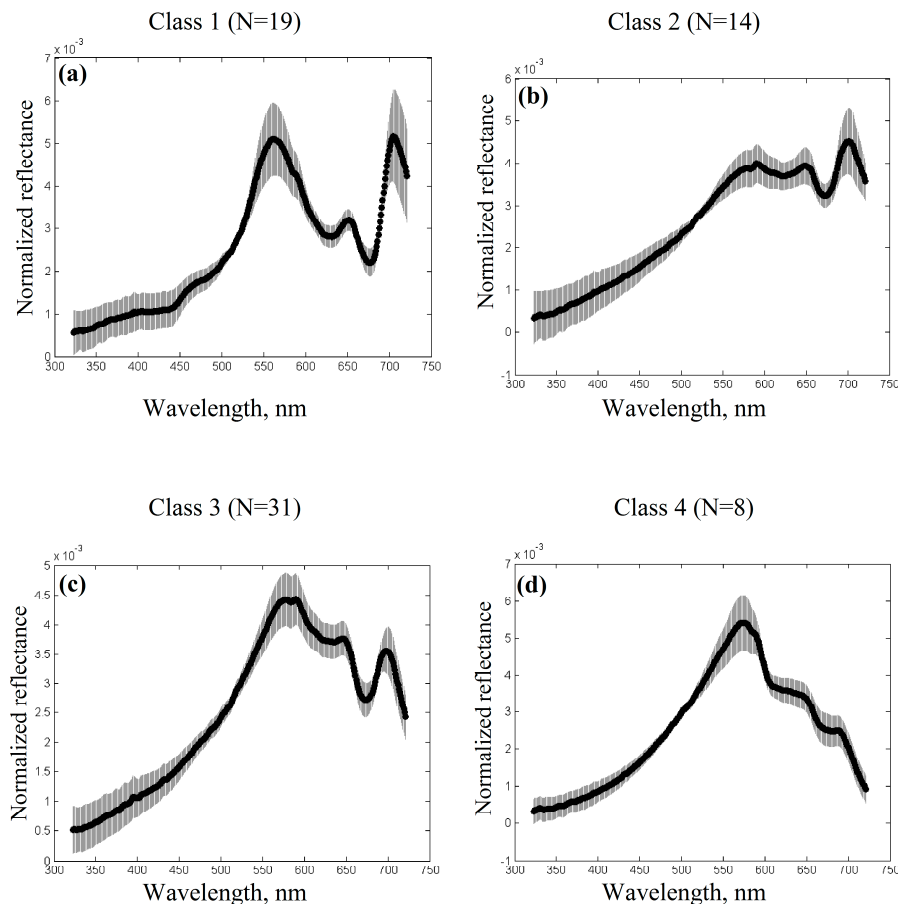 Class 1 (N=19)
x 10⁻³
(a)
7
6
5
4
3
2
1
0
Normalized reflectance
300 350 400 450 500 550 600 650 700 750
Wavelength, nm
Class 2 (N=14)
x 10⁻³
(b)
6
5
4
3
2
1
0
-1
Normalized reflectance
300 350 400 450 500 550 600 650 700 750
Wavelength, nm
Class 3 (N=31)
x 10⁻³
(c)
5
4.5
4
3.5
3
2.5
2
1.5
1
0.5
0
Normalized reflectance
300 350 400 450 500 550 600 650 700 750
Wavelength, nm
Class 4 (N=8)
x 10⁻³
(d)
7
6
5
4
3
2
1
0
-1
Normalized reflectance
300 350 400 450 500 550 600 650 700 750
Wavelength, nm